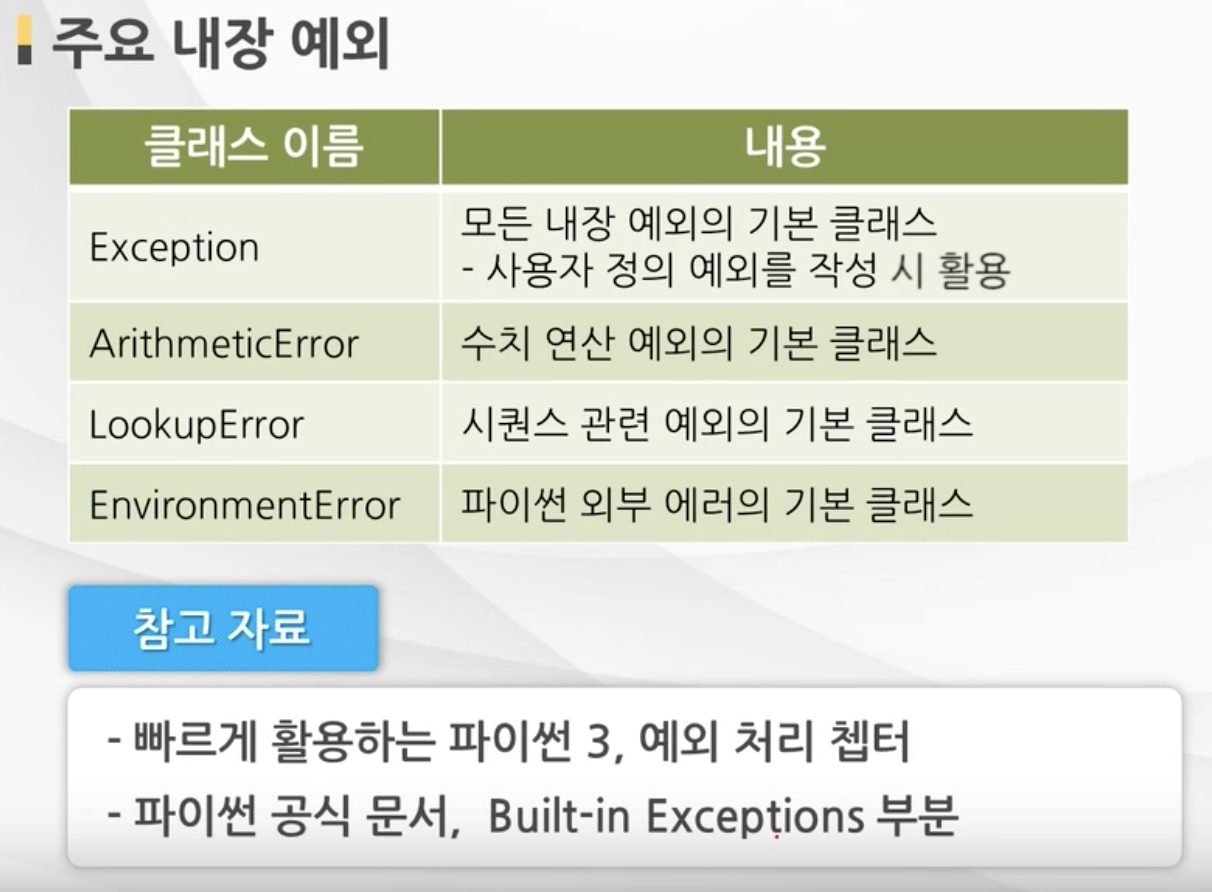 주요 내장 예외
클래스 이름
내용
Exception
모든 내장 예외의 기본 클래스
- 사용자 정의 예외를 작성 시 활용
ArithmeticError
수치 연산 예외의 기본 클래스
LookupError
시퀀스 관련 예외의 기본 클래스
EnvironmentError
파이썬 외부 에러의 기본 클래스
참고 자료
- 빠르게 활용하는 파이썬 3, 예외 처리 쳅터
- 파이썬 공식 문서, Built-in Exceptions 부분